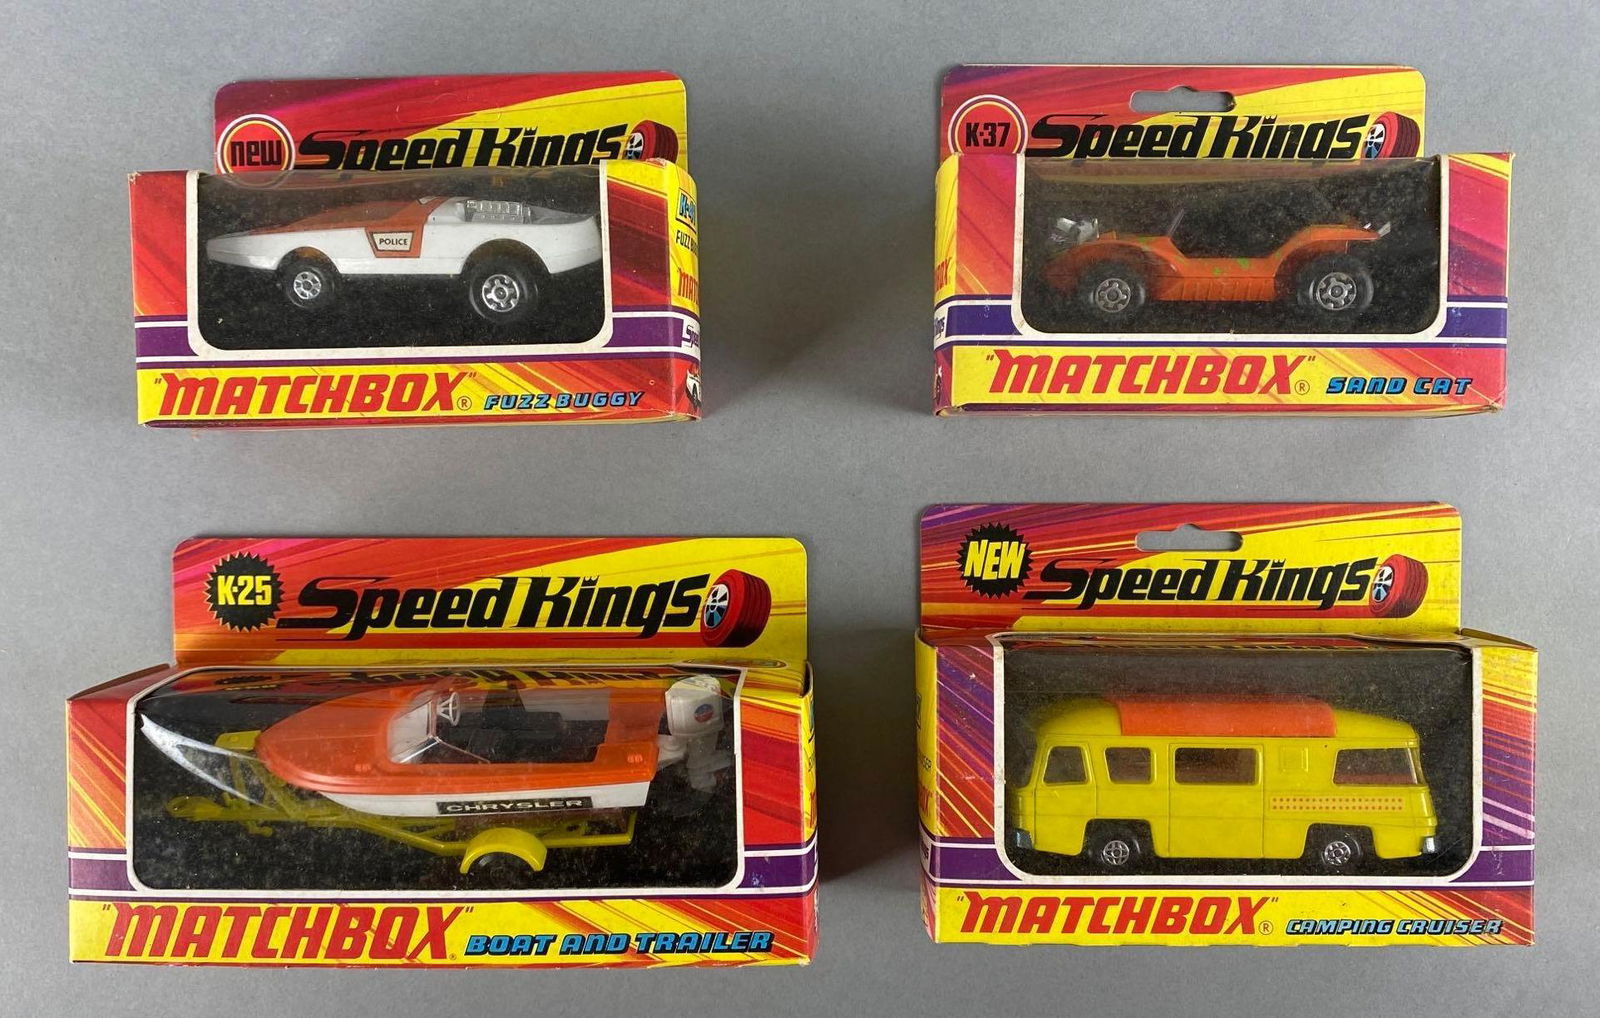 new Speed Kings
POLICE
FUZZ
"MATCHBOX"® FUZZ BUGGY
K-37 Speed Kings
"MATCHBOX"® SAND CAT
K-25 Speed Kings
CHRYSLER
"MATCHBOX"® BOAT AND TRAILER
NEW Speed Kings
"MATCHBOX"® CAMPING CRUISER